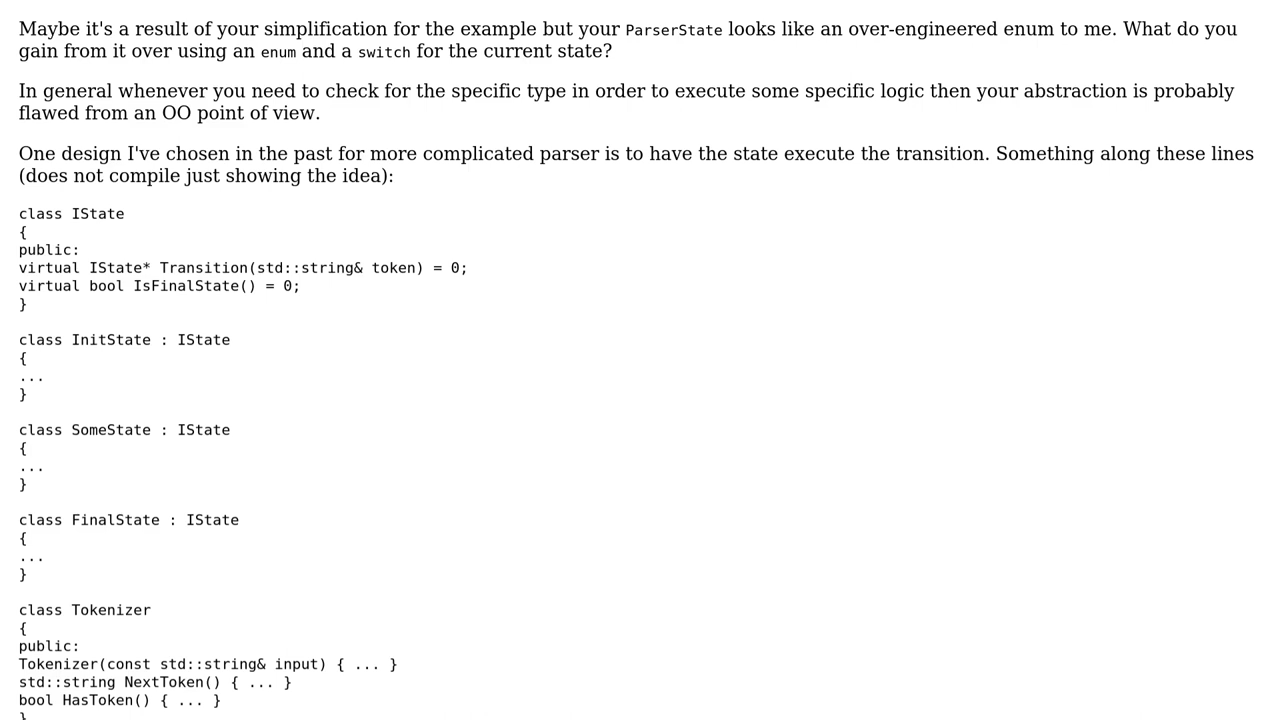 Maybe it's a result of your simplification for the example but your ParserState looks like an over-engineered enum to me. What do you
gain from it over using an enum and a switch for the current state?
In general whenever you need to check for the specific type in order to execute some specific logic then your abstraction is probably
flawed from an OO point of view.
One design I've chosen in the past for more complicated parser is to have the state execute the transition. Something along these lines
(does not compile just showing the idea):
class IState
{
public:
virtual IState* Transition(std::string& token) = 0;
virtual bool IsFinalState() = 0;
}
class InitState : IState
{
...
}
class SomeState : IState
{
...
}
class FinalState : IState
{
...
}
class Tokenizer
{
public:
Tokenizer(const std::string& input) { ... }
std::string NextToken() { ... }
bool HasToken() { ... }
}